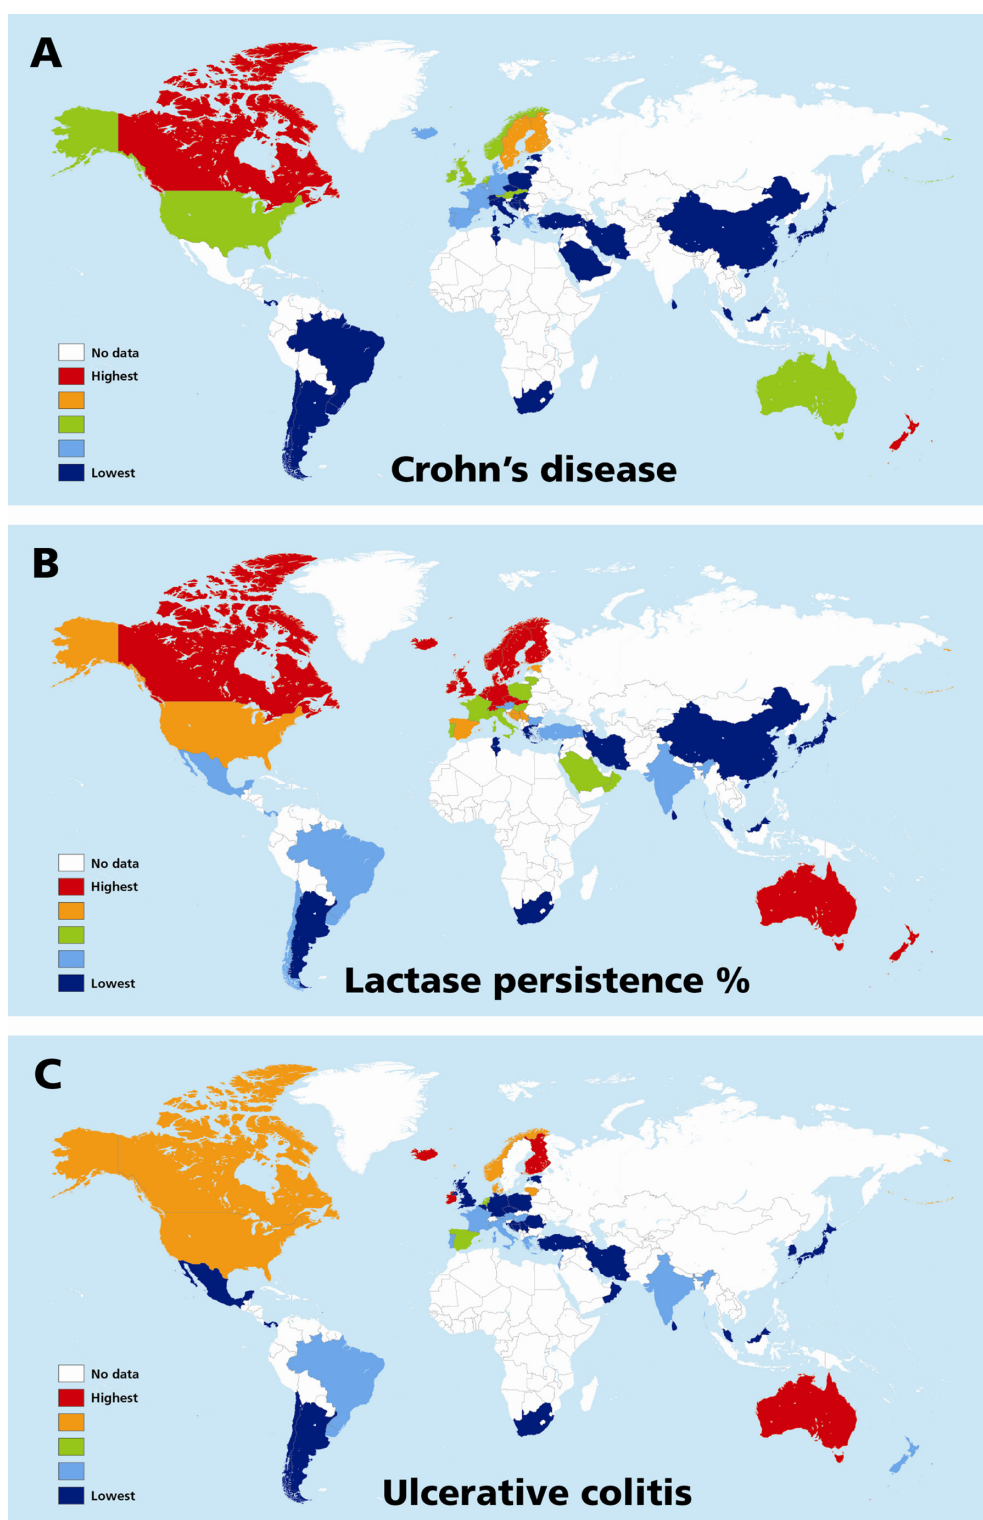 A
No data
Highest
Lowest
Crohn’s disease
B
No data
Highest
Lowest
Lactase persistence %
C
No data
Highest
Lowest
Ulcerative colitis